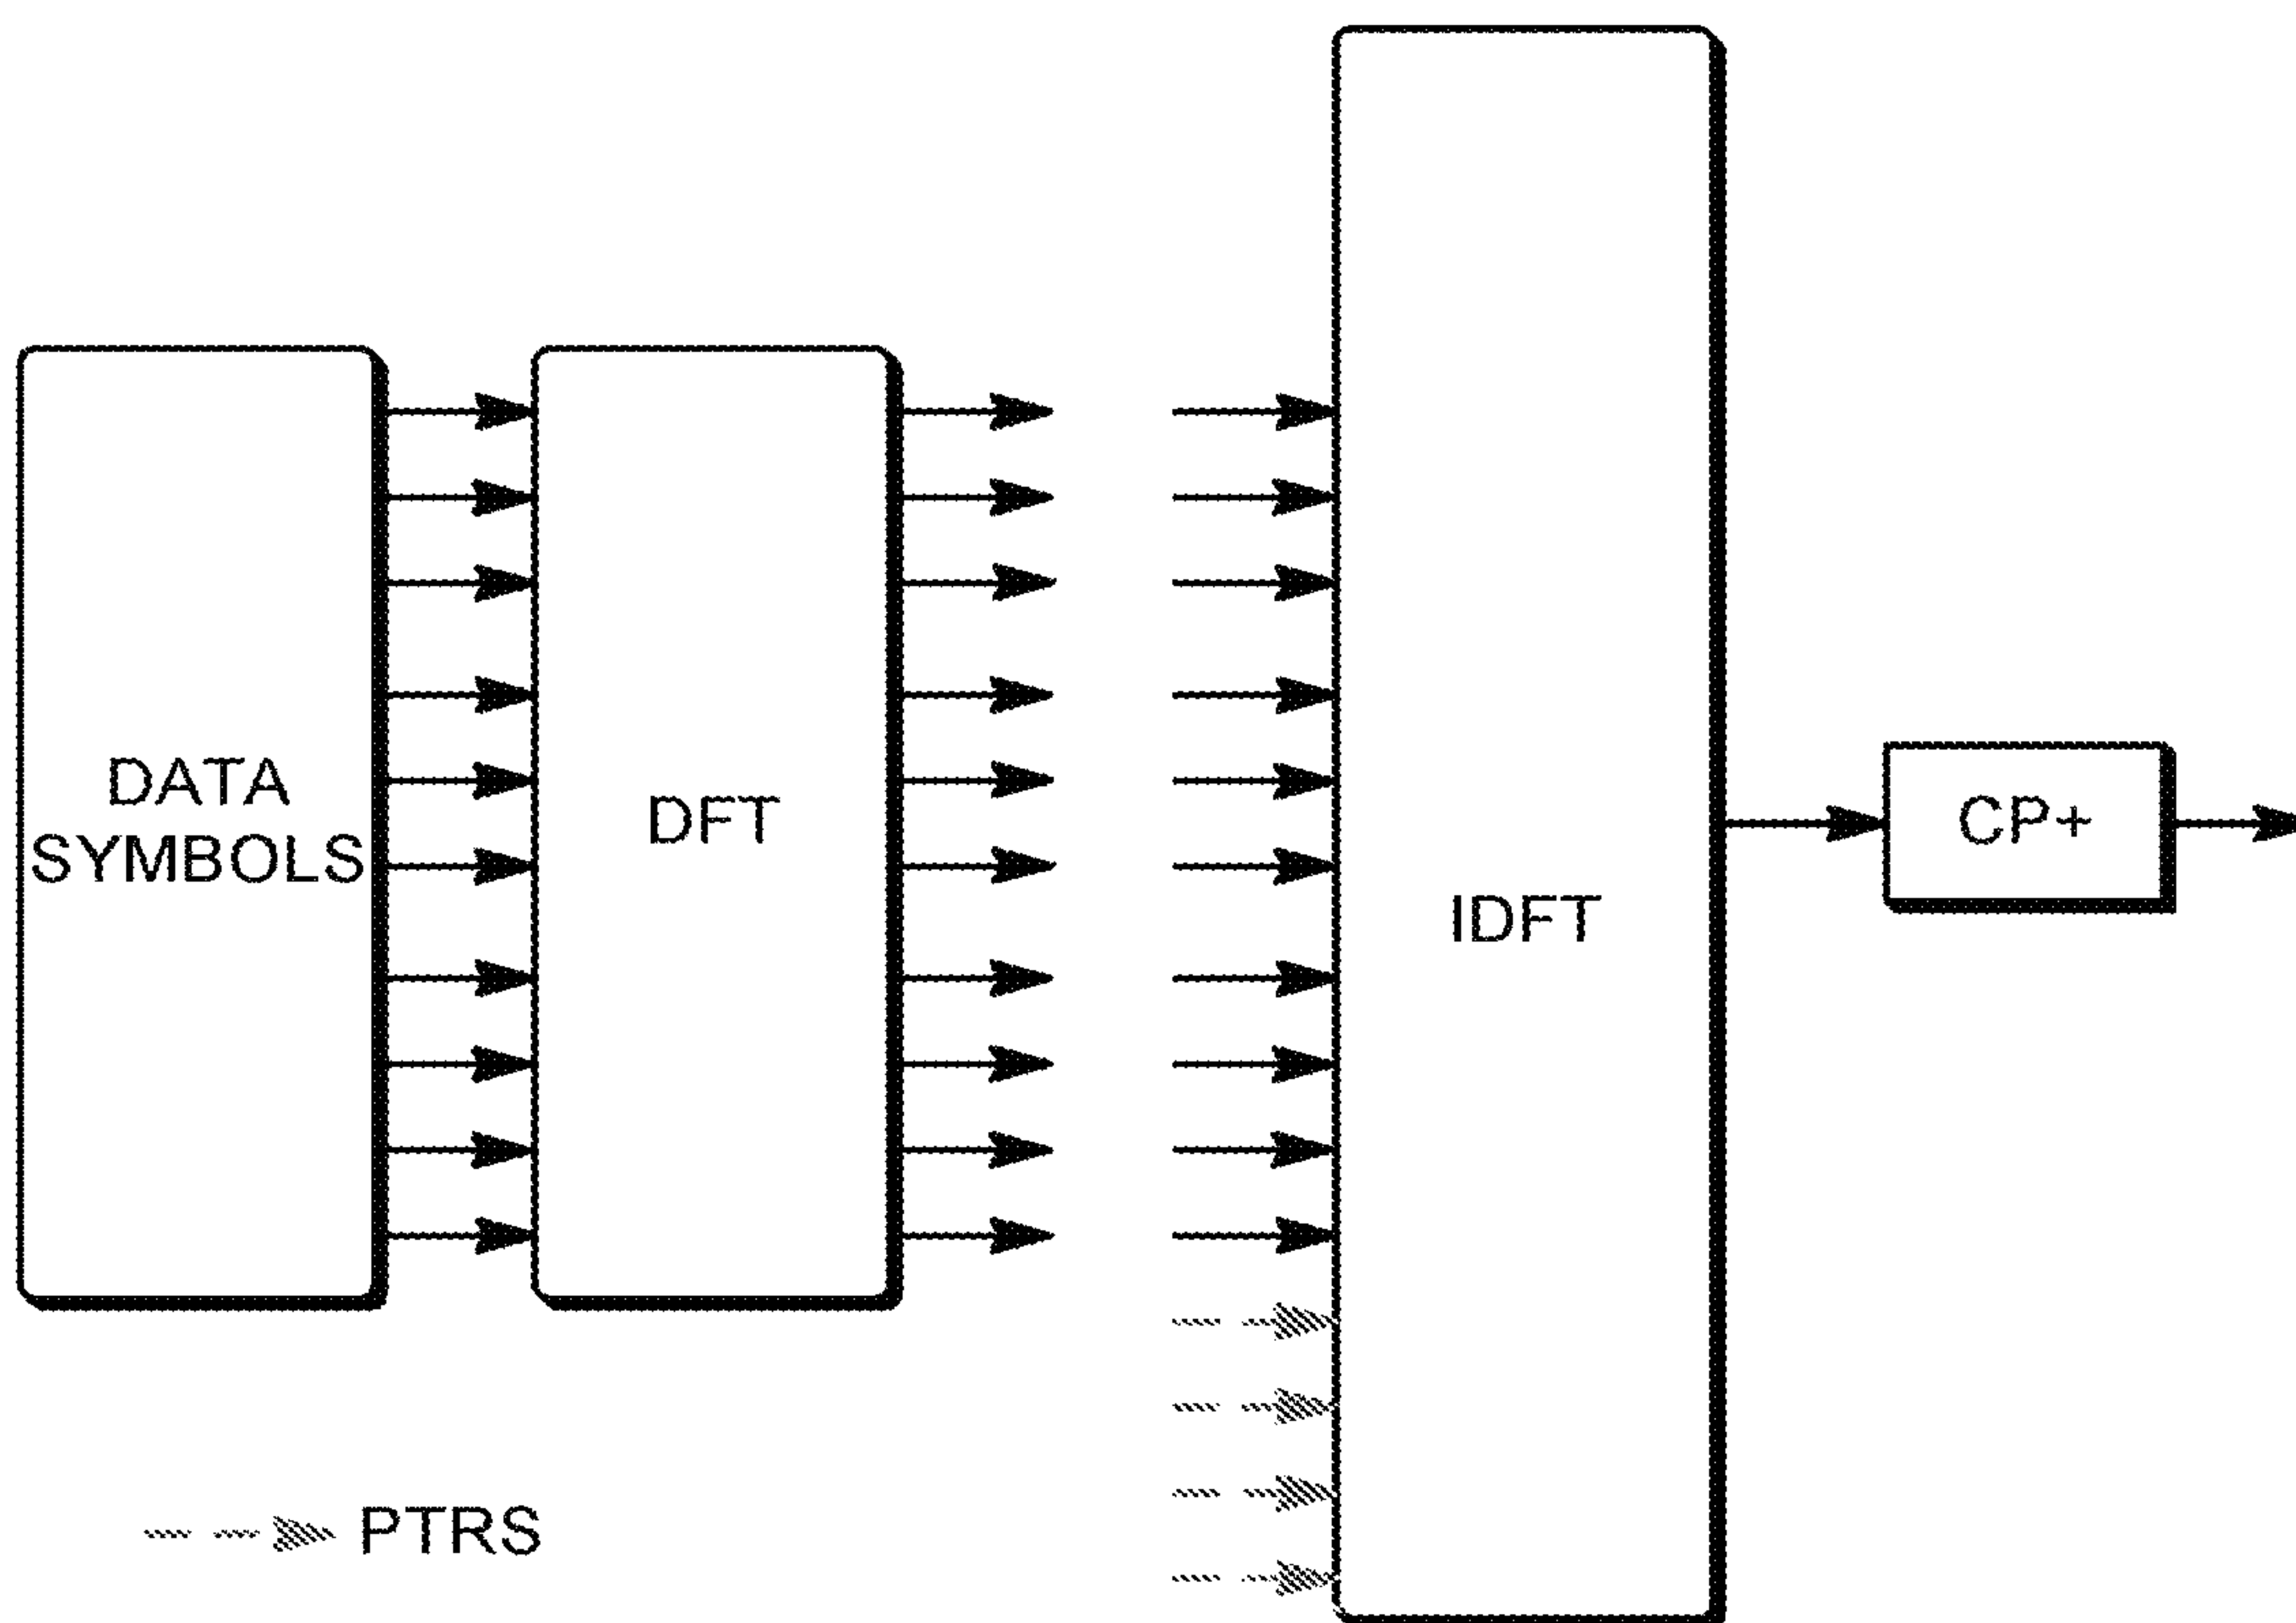 DATA
SYMBOLS
DFT
IDFT
CP+
PTRS